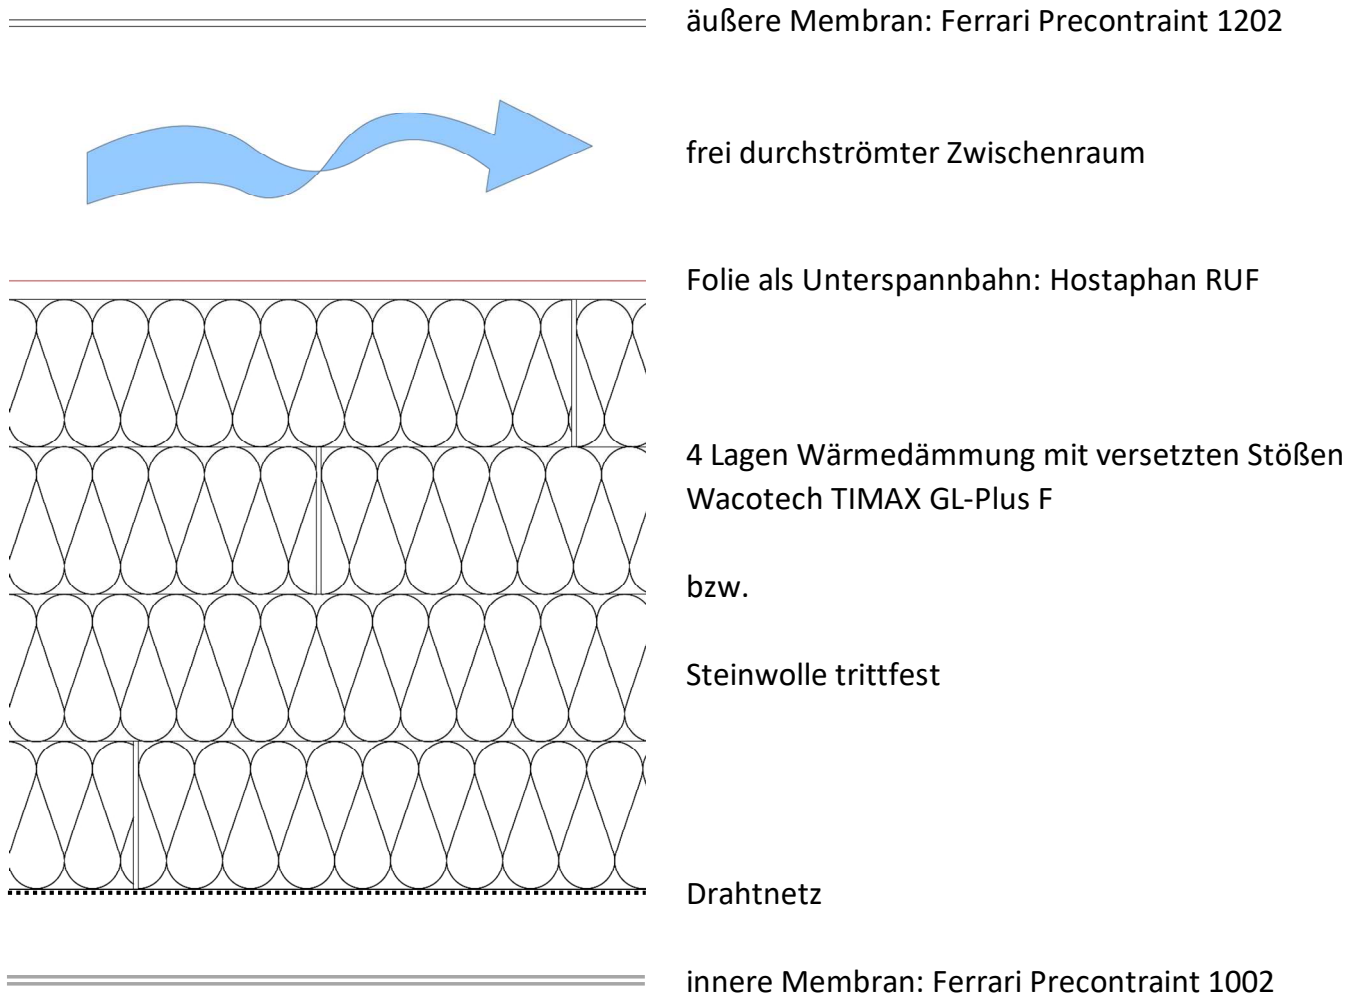 äußere Membran: Ferrari Precontraint 1202
frei durchströmter Zwischenraum
Folie als Unterspannbahn: Hostaphan RUF
4 Lagen Wärmedämmung mit versetzten Stößen
Wacotech TIMAX GL-Plus F
bzw.
Steinwolle trittfest
Drahtnetz
innere Membran: Ferrari Precontraint 1002